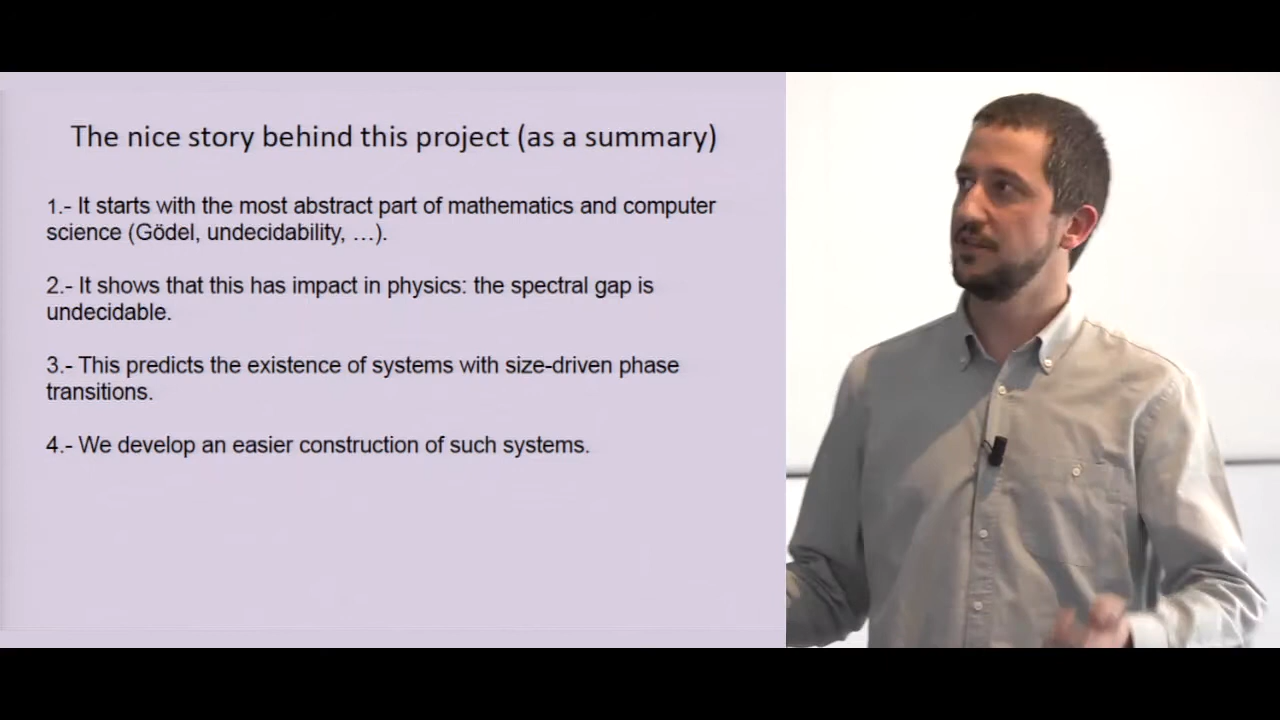 The nice story behind this project (as a summary)
1.- It starts with the most abstract part of mathematics and computer
science (Gödel, undecidability, …).
2.- It shows that this has impact in physics: the spectral gap is
undecidable.
3.- This predicts the existence of systems with size-driven phase
transitions.
4.- We develop an easier construction of such systems.